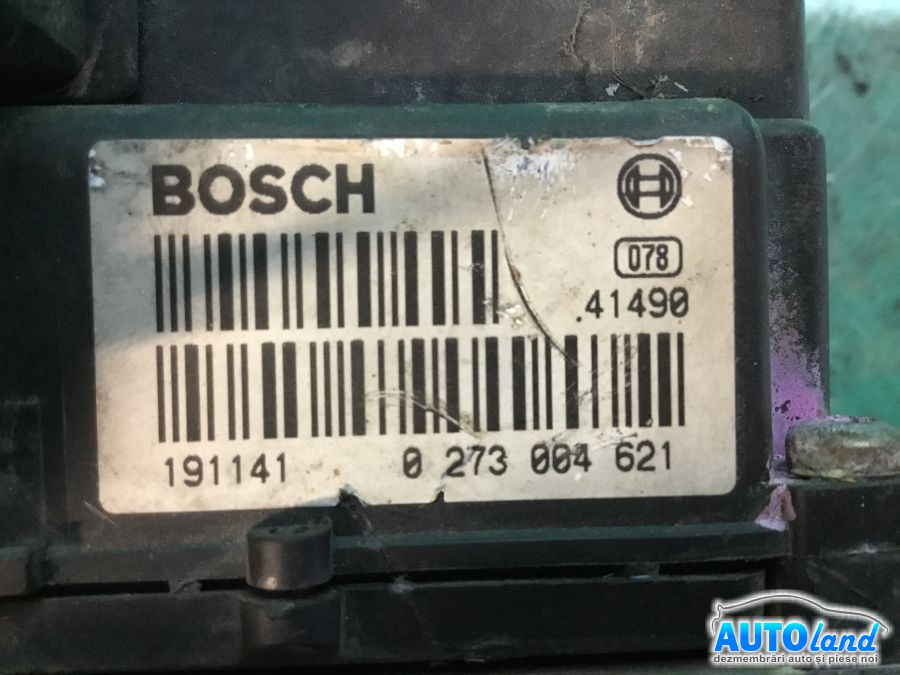 BOSCH
078
.41490
191141 0 273 004 621
AUTOland
dezmembrări auto și piese noi